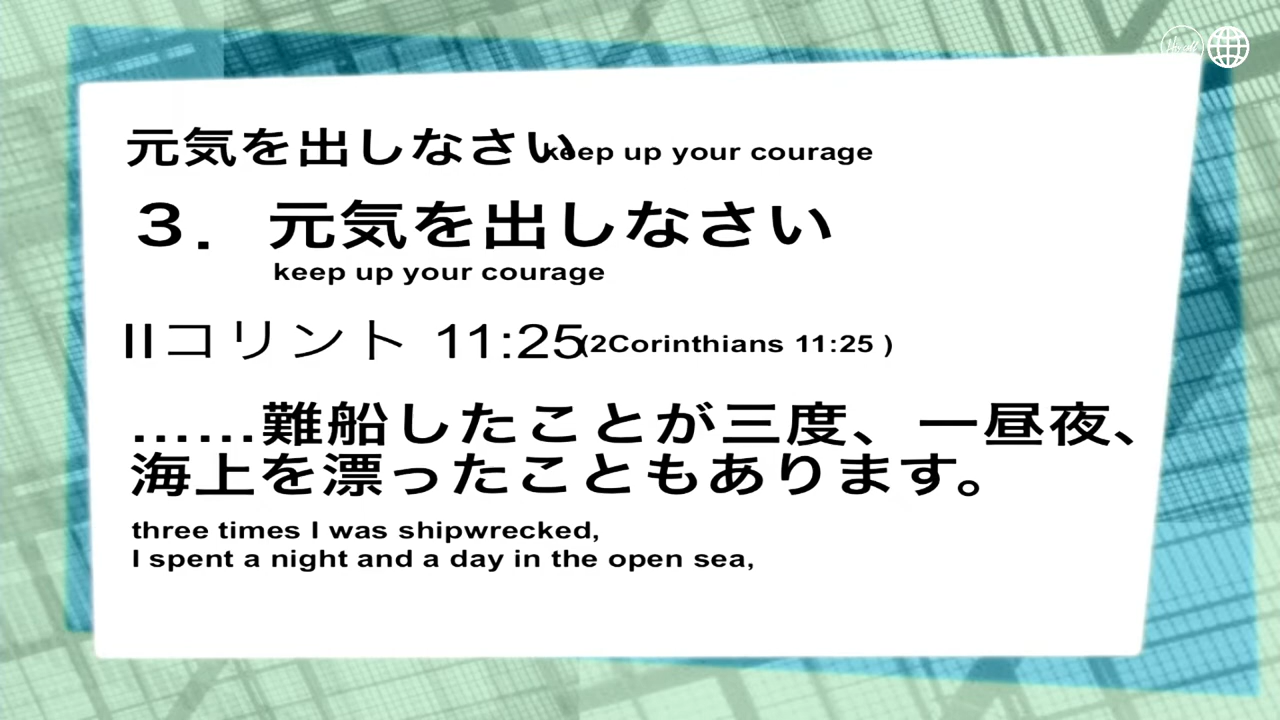 元気を出しなさい keep up your courage
３. 元気を出しなさい
keep up your courage
IIコリント 11:25 (2Corinthians 11:25 )
……難船したことが三度、一昼夜、
海上を漂ったこともあります。
three times I was shipwrecked,
I spent a night and a day in the open sea,